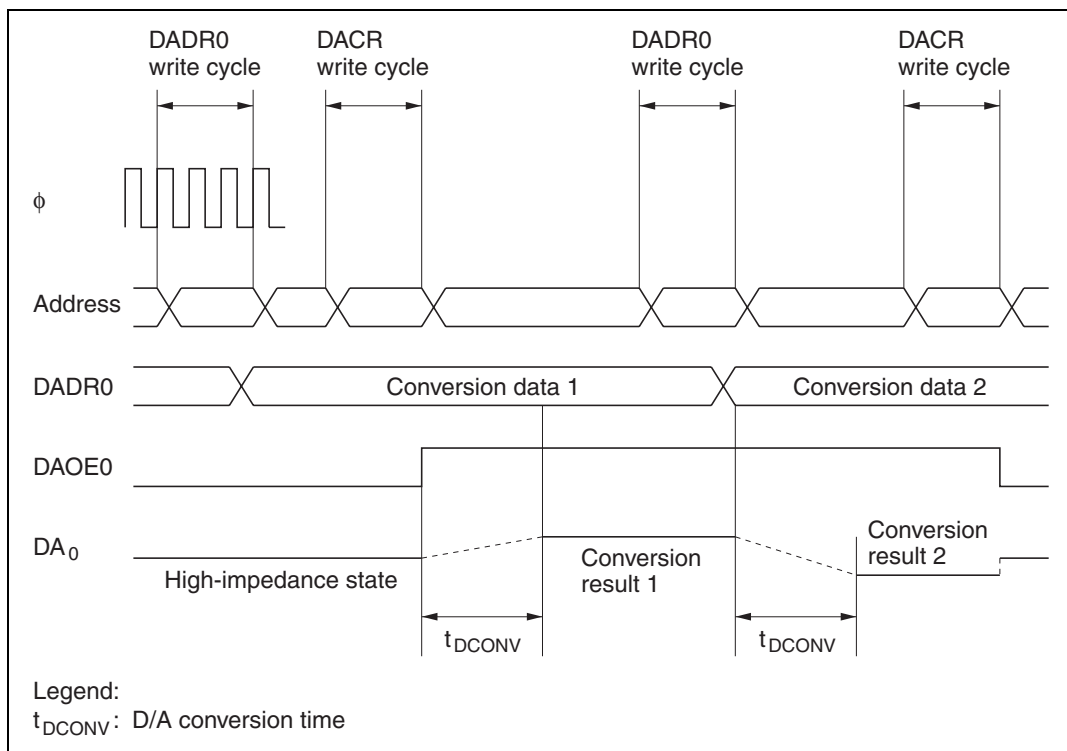 DADR0
write cycle
DACR
write cycle
DADR0
write cycle
DACR
write cycle
ϕ
Address
DADR0
Conversion data 1
Conversion data 2
DAOE0
DA0
High-impedance state
Conversion
result 1
Conversion
result 2
tDCONV
tDCONV
Legend:
tDCONV: D/A conversion time